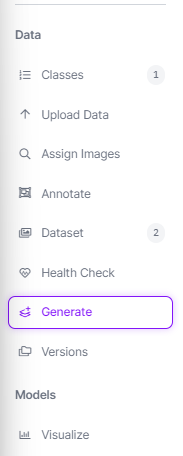 Data
Classes 1
Upload Data
Assign Images
Annotate
Dataset 2
Health Check
Generate
Versions
Models
Visualize